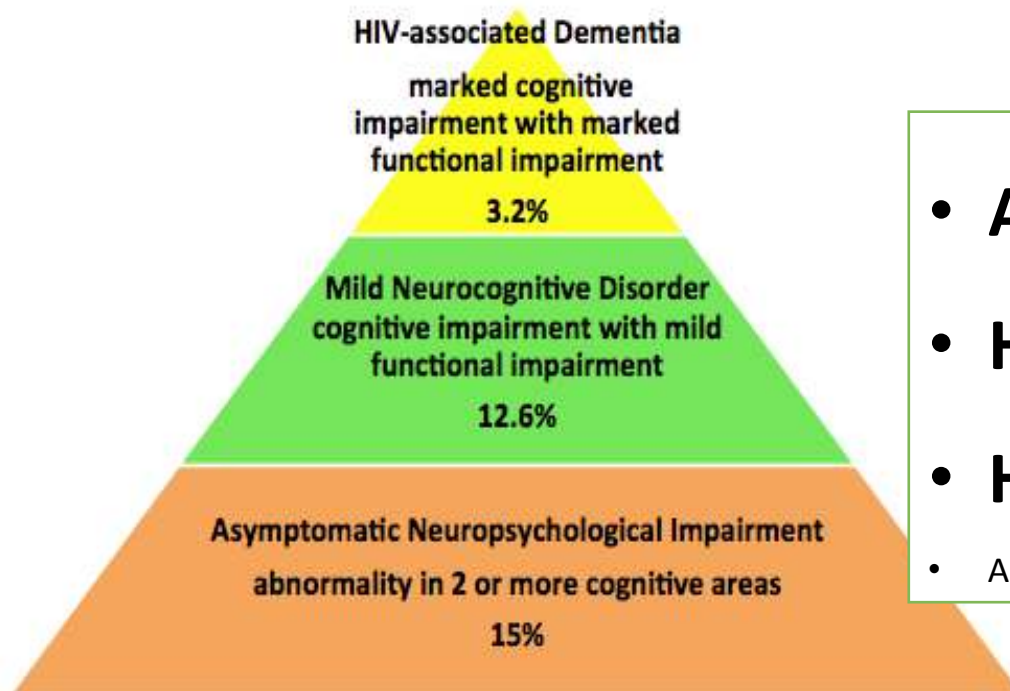 HIV-associated Dementia
marked cognitive
impairment with marked
functional impairment
3.2%
Mild Neurocognitive Disorder
cognitive impairment with mild
functional impairment
12.6%
Asymptomatic Neuropsychological Impairment
abnormality in 2 or more cognitive areas
15%
• A
• H
• H
• A